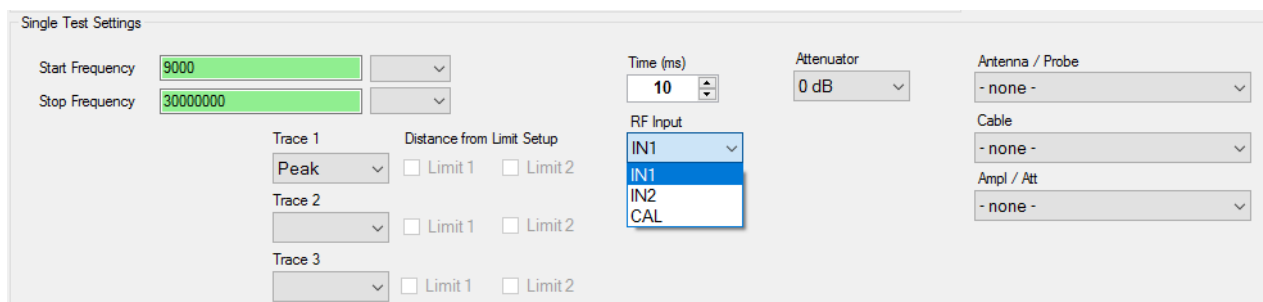 Single Test Settings
Start Frequency 9000
Stop Frequency 30000000
Time (ms)
10
Attenuator
0 dB
Antenna / Probe
- none -
RF Input
IN1
IN1
IN2
CAL
Cable
- none -
Ampl / Att
- none -
Trace 1 Distance from Limit Setup
Peak Limit 1 Limit 2
Trace 2
Limit 1 Limit 2
Trace 3
Limit 1 Limit 2